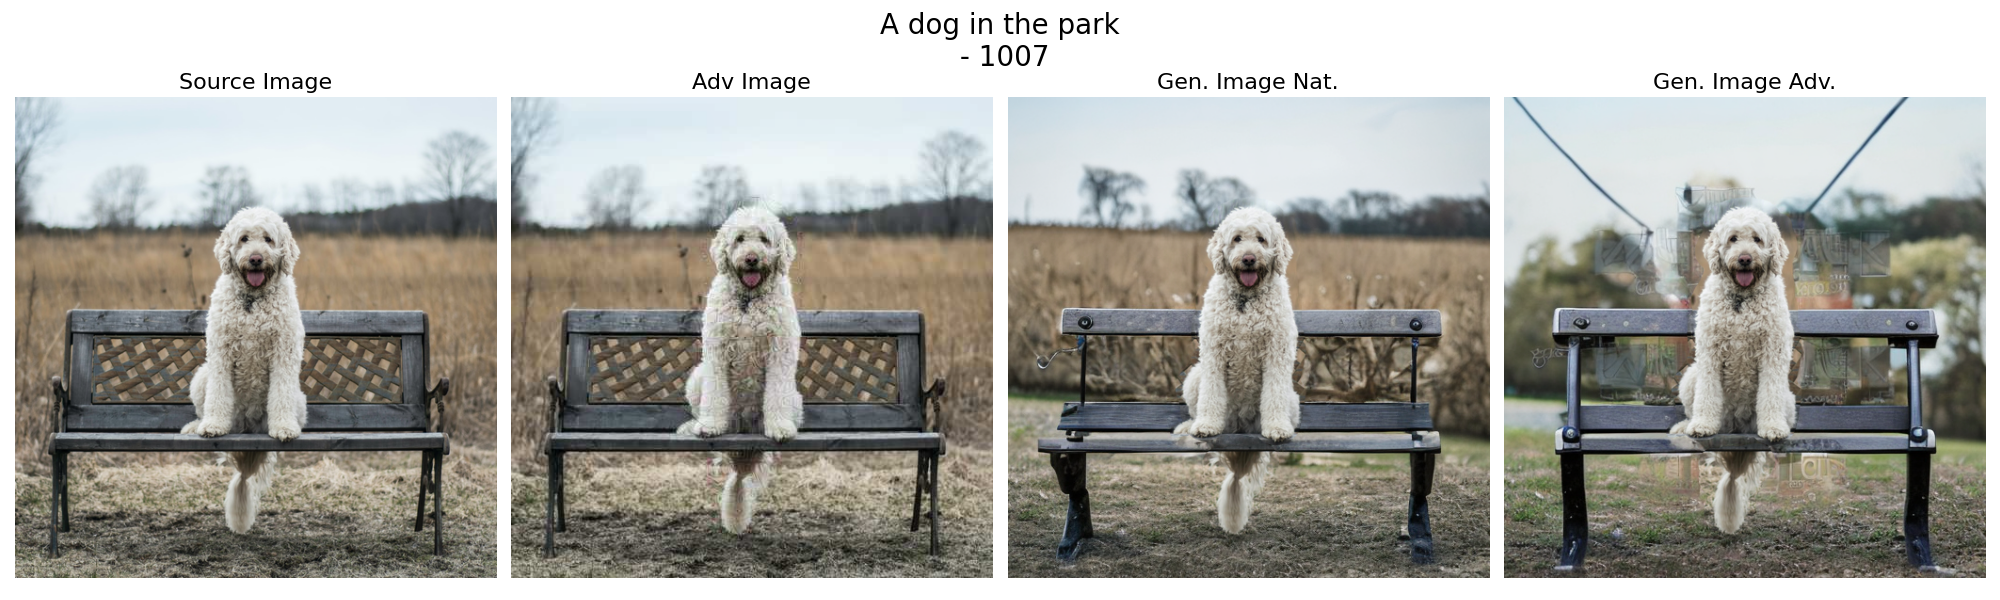 A dog in the park
- 1007
Source Image
Adv Image
Gen. Image Nat.
Gen. Image Adv.